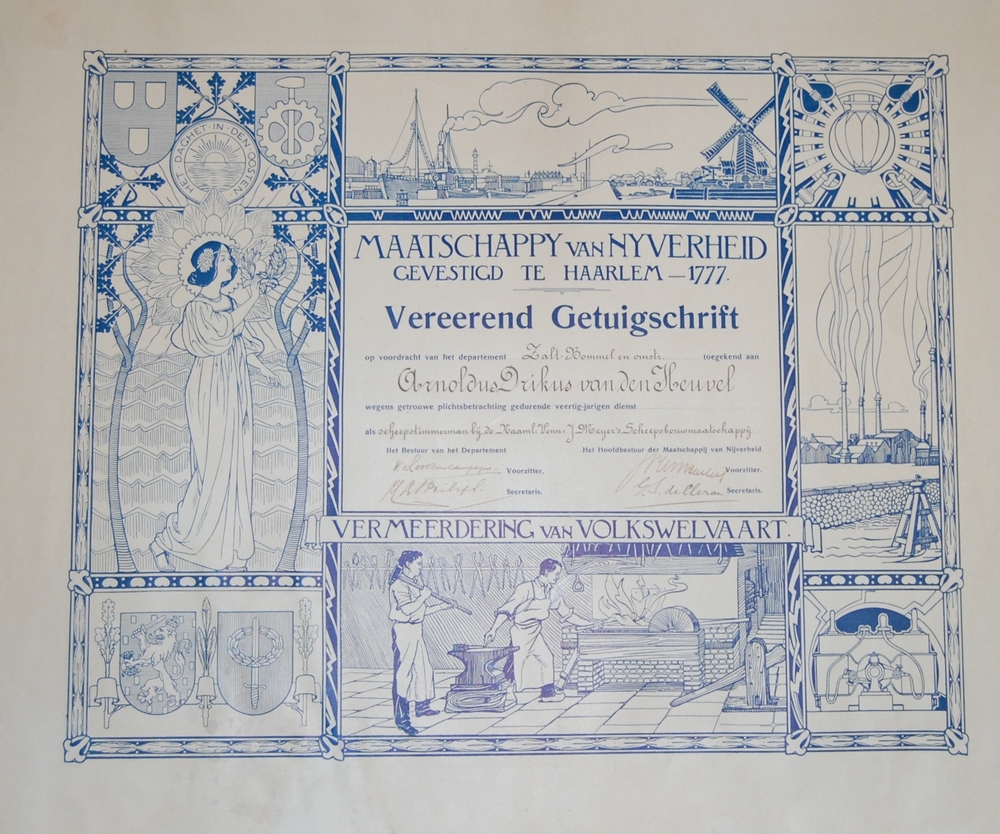 HET DAGHET IN DEN OOSTEN
MAATSCHAPPY VAN NYVERHEID
GEVESTIGD TE HAARLEM — 1777.
Vereerend Getuigschrift
op voordracht van het departement Zalt-Bommel en omstr. toegekend aan
Arnoldus Drikus van den Heuvel
wegens getrouwe plichtsbetrachting gedurende veertig-jarigen dienst
als scheepstimmerman bij de Naaml. Venn. J. Meyer's Scheepsbouwmaatschappij
Het Bestuur van het Departement Het Hoofdbestuur der Maatschappij van Nijverheid
Voorzitter. Voorzitter.
Secretaris. Secretaris.
VERMEERDERING VAN VOLKSWELVAART.